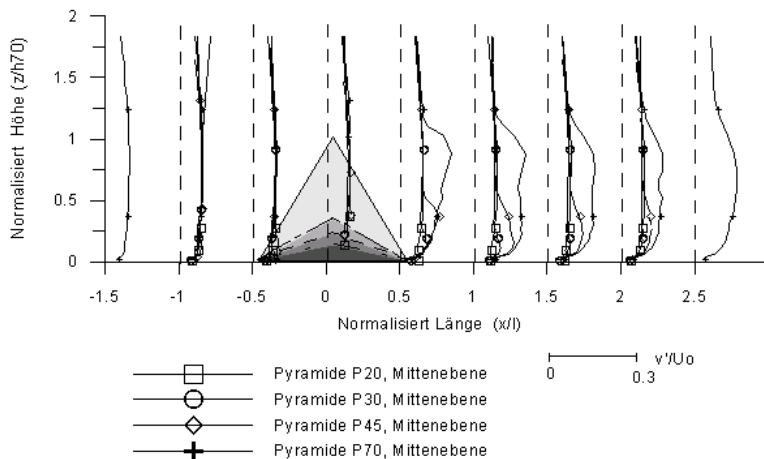 2
1.5
1
0.5
0
Normalisiert Höhe (z/h70)
-1.5 -1 -0.5 0 0.5 1 1.5 2 2.5
Normalisiert Länge (x/l)
v'/Uo
0 0.3
Pyramide P20, Mittenebene
Pyramide P30, Mittenebene
Pyramide P45, Mittenebene
Pyramide P70, Mittenebene